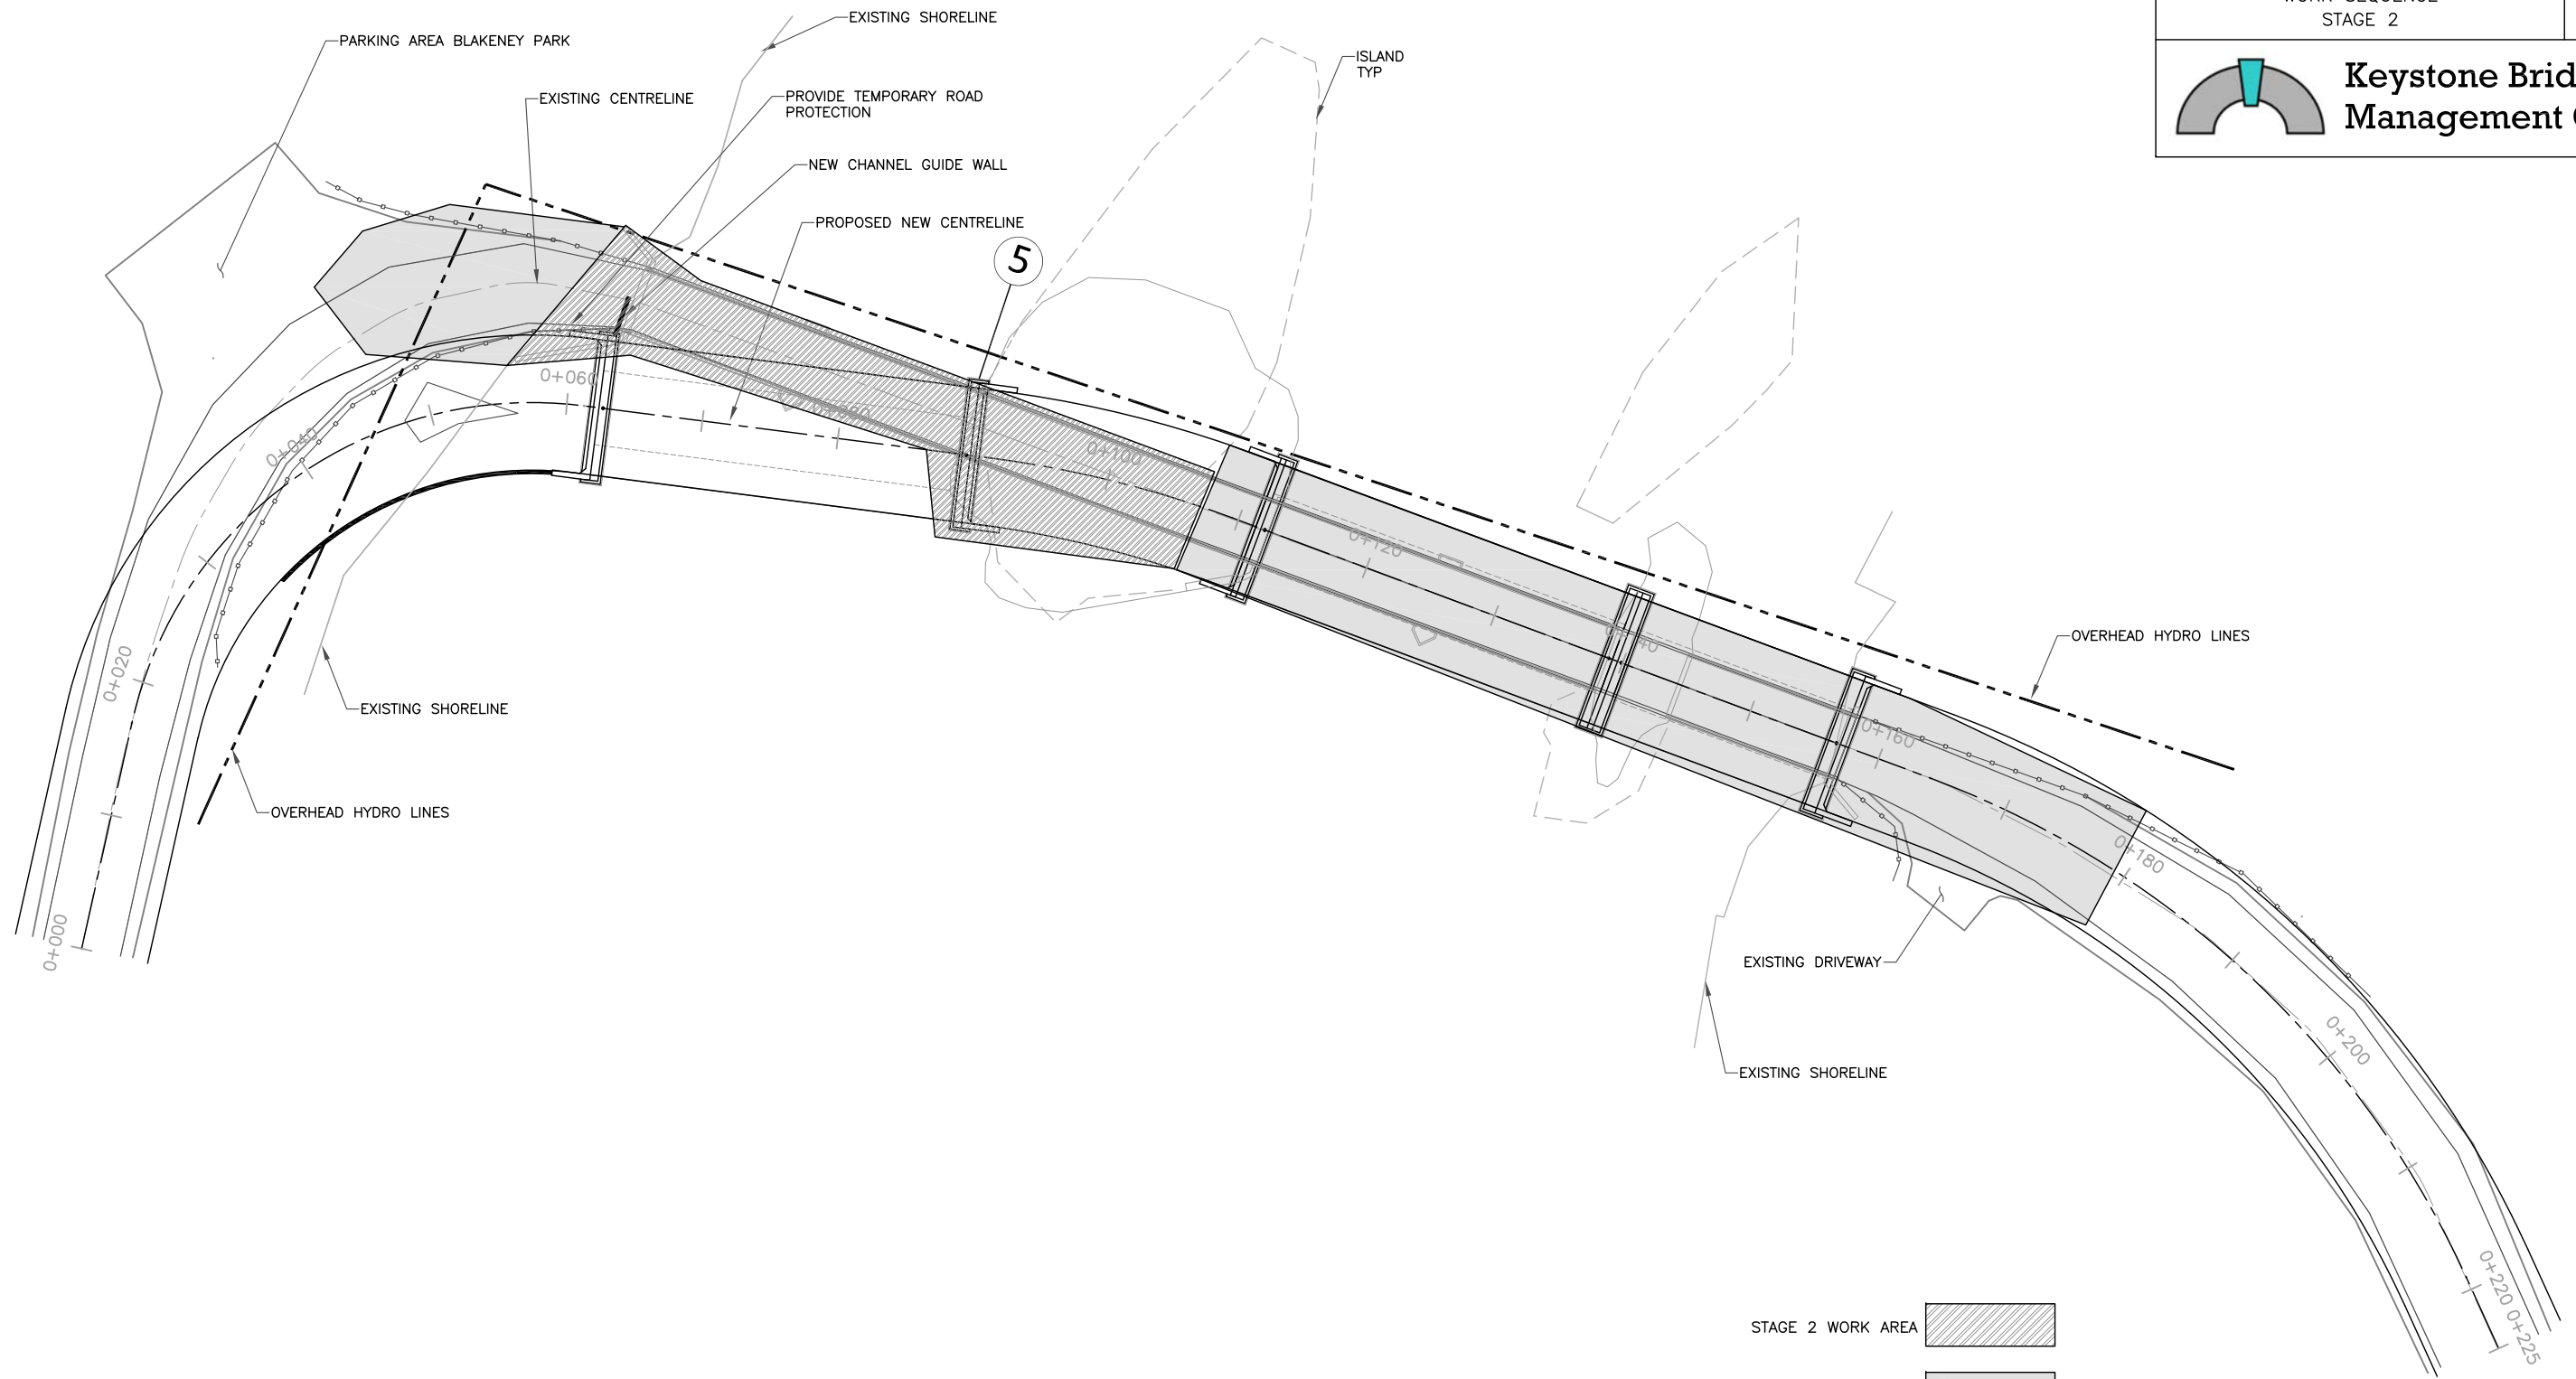 WORK SEQUENCE
STAGE 2
Keystone Brid
Management
EXISTING SHORELINE
PARKING AREA BLAKENEY PARK
ISLAND
TYP
EXISTING CENTRELINE
PROVIDE TEMPORARY ROAD
PROTECTION
NEW CHANNEL GUIDE WALL
PROPOSED NEW CENTRELINE
5
0+060
0+040
0+100
0+120
0+020
OVERHEAD HYDRO LINES
EXISTING SHORELINE
0+160
OVERHEAD HYDRO LINES
0+180
0+000
EXISTING DRIVEWAY
0+200
EXISTING SHORELINE
0+220
0+225
STAGE 2 WORK AREA